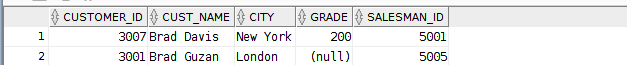 CUSTOMER_ID CUST_NAME CITY GRADE SALESMAN_ID
1 3007 Brad Davis New York 200 5001
2 3001 Brad Guzan London (null) 5005